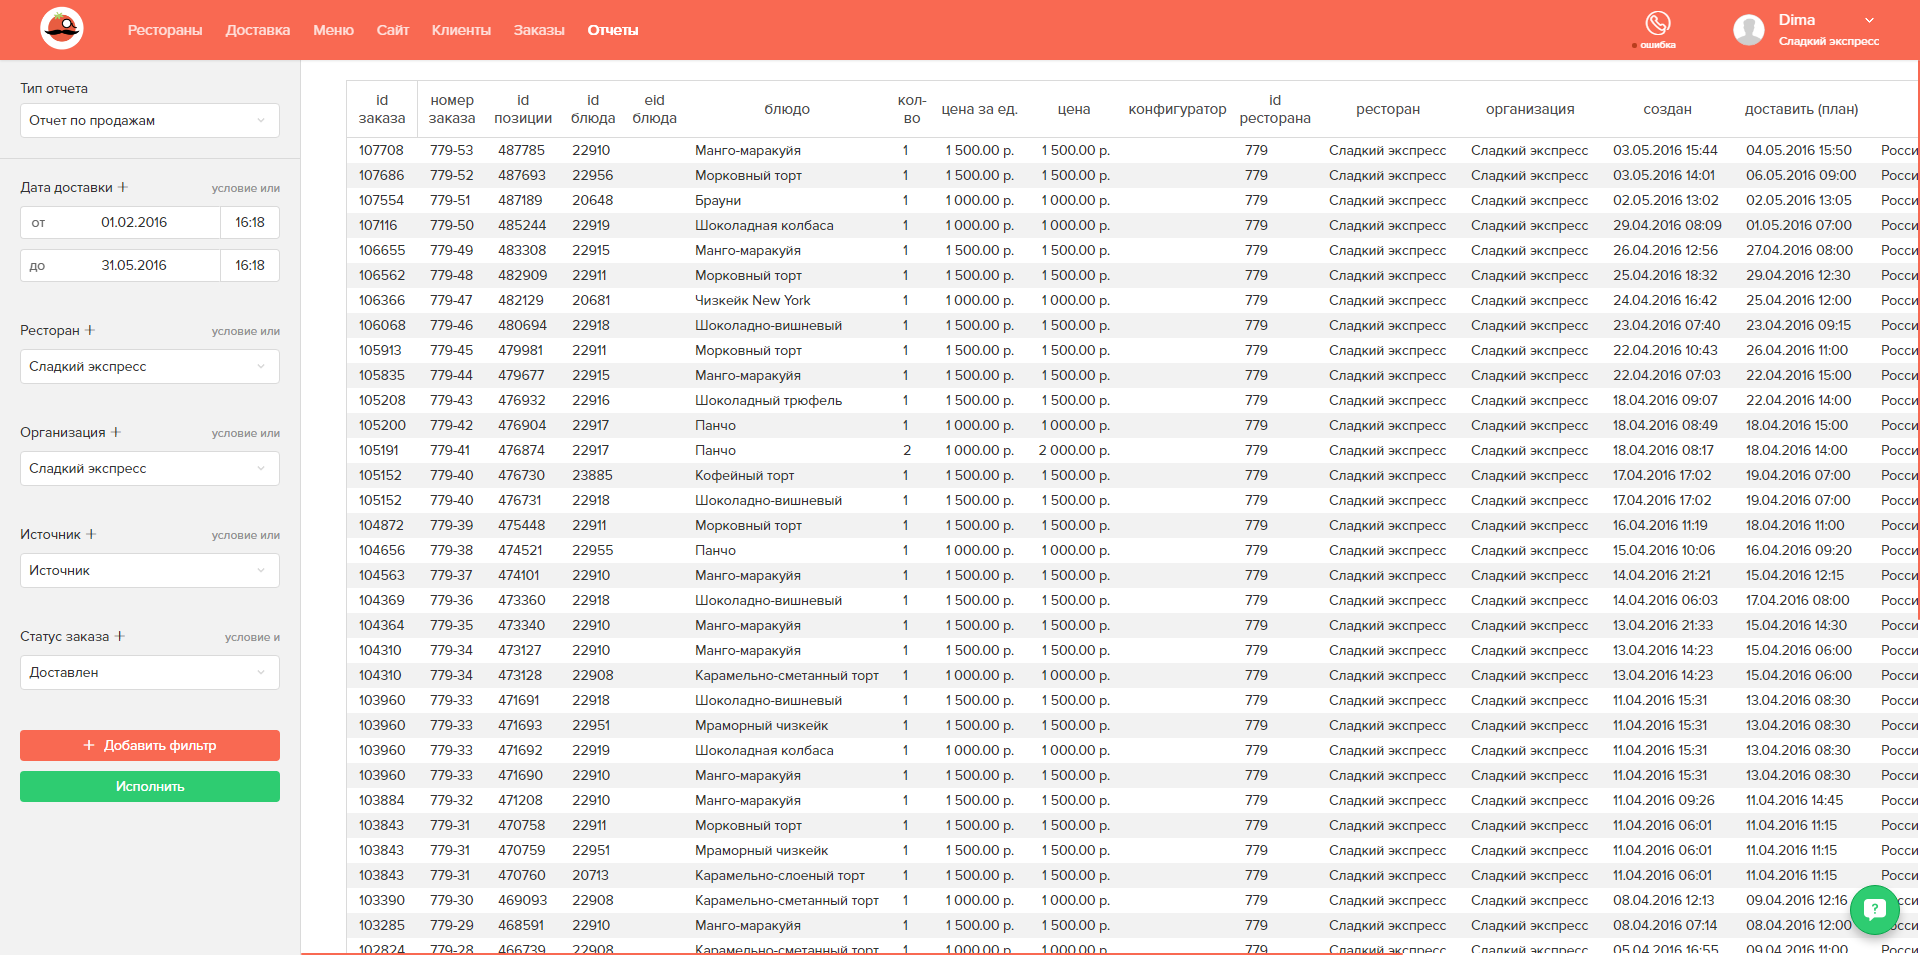 Рестораны Доставка Меню Сайт Клиенты Заказы Отчеты
ошибка
Dima
Сладкий экспресс
Тип отчета
Отчет по продажам
Дата доставки + условие или
от 01.02.2016 16:18
до 31.05.2016 16:18
Ресторан + условие или
Сладкий экспресс
Организация + условие или
Сладкий экспресс
Источник + условие или
Источник
Статус заказа + условие и
Доставлен
+ Добавить фильтр
Исполнить
id заказа номер заказа id позиции id блюда eid блюда блюдо кол-во цена за ед. цена конфигуратор id ресторана ресторан организация создан доставить (план)
107708 779-53 487785 22910 Манго-маракуйя 1 1 500.00 р. 1 500.00 р. 779 Сладкий экспресс Сладкий экспресс 03.05.2016 15:44 04.05.2016 15:50 Росси
107686 779-52 487693 22956 Морковный торт 1 1 500.00 р. 1 500.00 р. 779 Сладкий экспресс Сладкий экспресс 03.05.2016 14:01 06.05.2016 09:00 Росси
107554 779-51 487189 20648 Брауни 1 1 000.00 р. 1 000.00 р. 779 Сладкий экспресс Сладкий экспресс 02.05.2016 13:02 02.05.2016 13:05 Росси
107116 779-50 485244 22919 Шоколадная колбаса 1 1 000.00 р. 1 000.00 р. 779 Сладкий экспресс Сладкий экспресс 29.04.2016 08:09 01.05.2016 07:00 Росси
106655 779-49 483308 22915 Манго-маракуйя 1 1 500.00 р. 1 500.00 р. 779 Сладкий экспресс Сладкий экспресс 26.04.2016 12:56 27.04.2016 08:00 Росси
106562 779-48 482909 22911 Морковный торт 1 1 500.00 р. 1 500.00 р. 779 Сладкий экспресс Сладкий экспресс 25.04.2016 18:32 29.04.2016 12:30 Росси
106366 779-47 482129 20681 Чизкейк New York 1 1 000.00 р. 1 000.00 р. 779 Сладкий экспресс Сладкий экспресс 24.04.2016 16:42 25.04.2016 12:00 Росси
106068 779-46 480694 22918 Шоколадно-вишневый 1 1 500.00 р. 1 500.00 р. 779 Сладкий экспресс Сладкий экспресс 23.04.2016 07:40 23.04.2016 09:15 Росси
105913 779-45 479981 22911 Морковный торт 1 1 500.00 р. 1 500.00 р. 779 Сладкий экспресс Сладкий экспресс 22.04.2016 10:43 26.04.2016 11:00 Росси
105835 779-44 479677 22915 Манго-маракуйя 1 1 500.00 р. 1 500.00 р. 779 Сладкий экспресс Сладкий экспресс 22.04.2016 07:03 22.04.2016 15:00 Росси
105208 779-43 476932 22916 Шоколадный трюфель 1 1 500.00 р. 1 500.00 р. 779 Сладкий экспресс Сладкий экспресс 18.04.2016 09:07 22.04.2016 14:00 Росси
105200 779-42 476904 22917 Панчо 1 1 000.00 р. 1 000.00 р. 779 Сладкий экспресс Сладкий экспресс 18.04.2016 08:49 18.04.2016 15:00 Росси
105191 779-41 476874 22917 Панчо 2 1 000.00 р. 2 000.00 р. 779 Сладкий экспресс Сладкий экспресс 18.04.2016 08:17 18.04.2016 14:00 Росси
105152 779-40 476730 23885 Кофейный торт 1 1 500.00 р. 1 500.00 р. 779 Сладкий экспресс Сладкий экспресс 17.04.2016 17:02 19.04.2016 07:00 Росси
105152 779-40 476731 22918 Шоколадно-вишневый 1 1 500.00 р. 1 500.00 р. 779 Сладкий экспресс Сладкий экспресс 17.04.2016 17:02 19.04.2016 07:00 Росси
104872 779-39 475448 22911 Морковный торт 1 1 500.00 р. 1 500.00 р. 779 Сладкий экспресс Сладкий экспресс 16.04.2016 11:19 18.04.2016 11:00 Росси
104656 779-38 474521 22955 Панчо 1 1 000.00 р. 1 000.00 р. 779 Сладкий экспресс Сладкий экспресс 15.04.2016 10:06 16.04.2016 09:20 Росси
104563 779-37 474101 22910 Манго-маракуйя 1 1 500.00 р. 1 500.00 р. 779 Сладкий экспресс Сладкий экспресс 14.04.2016 21:21 15.04.2016 12:15 Росси
104369 779-36 473360 22918 Шоколадно-вишневый 1 1 500.00 р. 1 500.00 р. 779 Сладкий экспресс Сладкий экспресс 14.04.2016 06:03 17.04.2016 08:00 Росси
104364 779-35 473340 22910 Манго-маракуйя 1 1 500.00 р. 1 500.00 р. 779 Сладкий экспресс Сладкий экспресс 13.04.2016 21:33 15.04.2016 14:30 Росси
104310 779-34 473127 22910 Манго-маракуйя 1 1 500.00 р. 1 500.00 р. 779 Сладкий экспресс Сладкий экспресс 13.04.2016 14:23 15.04.2016 06:00 Росси
104310 779-34 473128 22908 Карамельно-сметанный торт 1 1 000.00 р. 1 000.00 р. 779 Сладкий экспресс Сладкий экспресс 13.04.2016 14:23 15.04.2016 06:00 Росси
103960 779-33 471691 22918 Шоколадно-вишневый 1 1 500.00 р. 1 500.00 р. 779 Сладкий экспресс Сладкий экспресс 11.04.2016 15:31 13.04.2016 08:30 Росси
103960 779-33 471693 22951 Мраморный чизкейк 1 1 500.00 р. 1 500.00 р. 779 Сладкий экспресс Сладкий экспресс 11.04.2016 15:31 13.04.2016 08:30 Росси
103960 779-33 471692 22919 Шоколадная колбаса 1 1 000.00 р. 1 000.00 р. 779 Сладкий экспресс Сладкий экспресс 11.04.2016 15:31 13.04.2016 08:30 Росси
103960 779-33 471690 22910 Манго-маракуйя 1 1 500.00 р. 1 500.00 р. 779 Сладкий экспресс Сладкий экспресс 11.04.2016 15:31 13.04.2016 08:30 Росси
103884 779-32 471208 22910 Манго-маракуйя 1 1 500.00 р. 1 500.00 р. 779 Сладкий экспресс Сладкий экспресс 11.04.2016 09:26 11.04.2016 14:45 Росси
103843 779-31 470758 22911 Морковный торт 1 1 500.00 р. 1 500.00 р. 779 Сладкий экспресс Сладкий экспресс 11.04.2016 06:01 11.04.2016 11:15 Росси
103843 779-31 470759 22951 Мраморный чизкейк 1 1 500.00 р. 1 500.00 р. 779 Сладкий экспресс Сладкий экспресс 11.04.2016 06:01 11.04.2016 11:15 Росси
103843 779-31 470760 20713 Карамельно-слоеный торт 1 1 500.00 р. 1 500.00 р. 779 Сладкий экспресс Сладкий экспресс 11.04.2016 06:01 11.04.2016 11:15 Росси
103390 779-30 469093 22908 Карамельно-сметанный торт 1 1 000.00 р. 1 000.00 р. 779 Сладкий экспресс Сладкий экспресс 08.04.2016 12:13 09.04.2016 12:16
103285 779-29 468591 22910 Манго-маракуйя 1 1 500.00 р. 1 500.00 р. 779 Сладкий экспресс Сладкий экспресс 08.04.2016 07:14 08.04.2016 12:00
102824 779-28 466739 22908 Карамельно-сметанный торт 1 1 000.00 р. 1 000.00 р. 779 Сладкий экспресс Сладкий экспресс 05.04.2016 16:55 09.04.2016 11:00 Росси